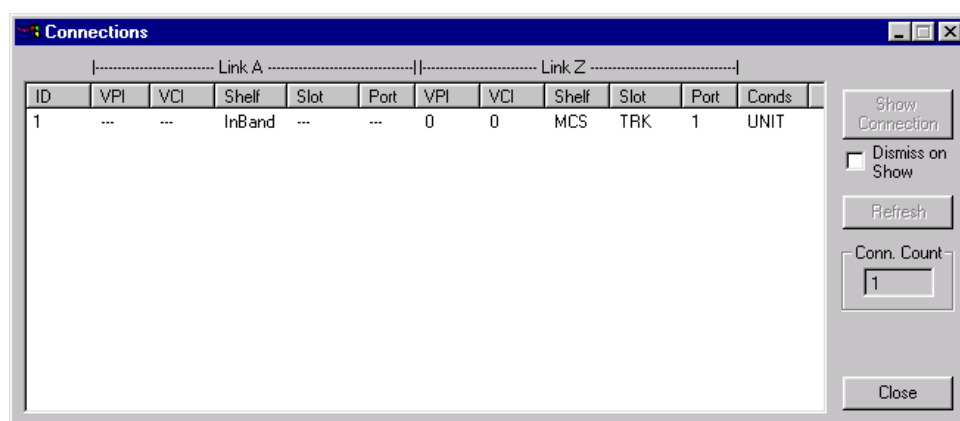 Connections
Link A Link Z
ID VPI VCI Shelf Slot Port VPI VCI Shelf Slot Port Conds
1 --- --- InBand --- --- 0 0 MCS TRK 1 UNIT
Show
Connection
Dismiss on
Show
Refresh
Conn. Count
1
Close